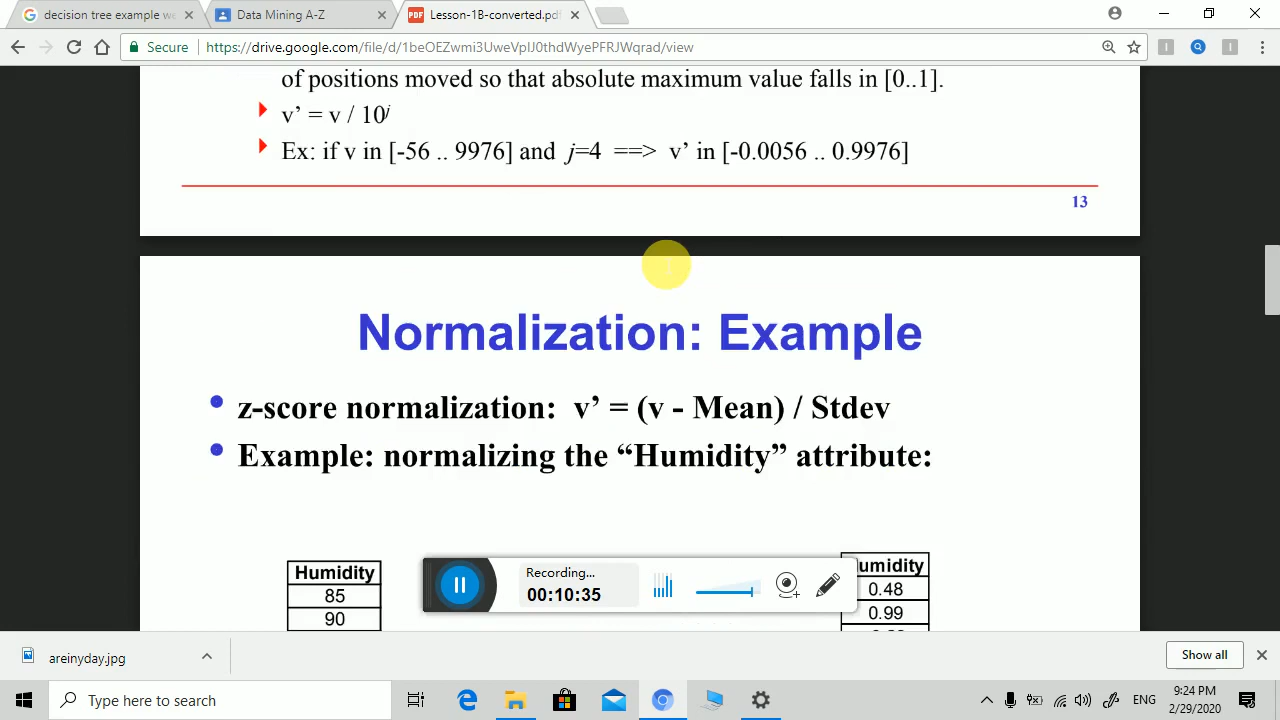 decision tree example we
Data Mining A-Z
PDF Lesson-1B-converted.pd
Secure https://drive.google.com/file/d/1beOEZwml3UweVpIJ0thdWyePFRJWqrad/view
of positions moved so that absolute maximum value falls in [0..1].
v’ = v / 10j
Ex: if v in [-56 .. 9976] and j=4 ==> v’ in [-0.0056 .. 0.9976]
13
Normalization: Example
z-score normalization: v’ = (v - Mean) / Stdev
Example: normalizing the “Humidity” attribute:
Humidity
85
90
Recording...
00:10:35
umidity
0.48
0.99
areinyday.jpg
Show all
Type here to search
ENG
9:24 PM
2/29/2020